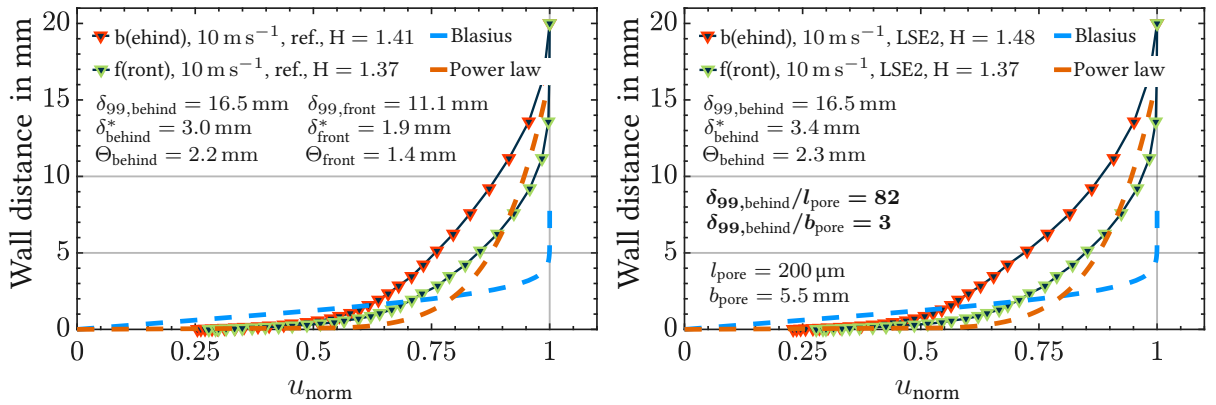 b(ehind), 10 m s⁻¹, ref., H = 1.41
Blasius
f(ront), 10 m s⁻¹, ref., H = 1.37
Power law
δ99,behind = 16.5 mm δ99,front = 11.1 mm
δ*behind = 3.0 mm δ*front = 1.9 mm
Θbehind = 2.2 mm Θfront = 1.4 mm
Wall distance in mm
20
15
10
5
0
0 0.25 0.5 0.75 1
unorm
b(ehind), 10 m s⁻¹, LSE2, H = 1.48
Blasius
f(ront), 10 m s⁻¹, LSE2, H = 1.37
Power law
δ99,behind = 16.5 mm
δ*behind = 3.4 mm
Θbehind = 2.3 mm
δ99,behind/lpore = 82
δ99,behind/bpore = 3
lpore = 200 µm
bpore = 5.5 mm
Wall distance in mm
20
15
10
5
0
0 0.25 0.5 0.75 1
unorm